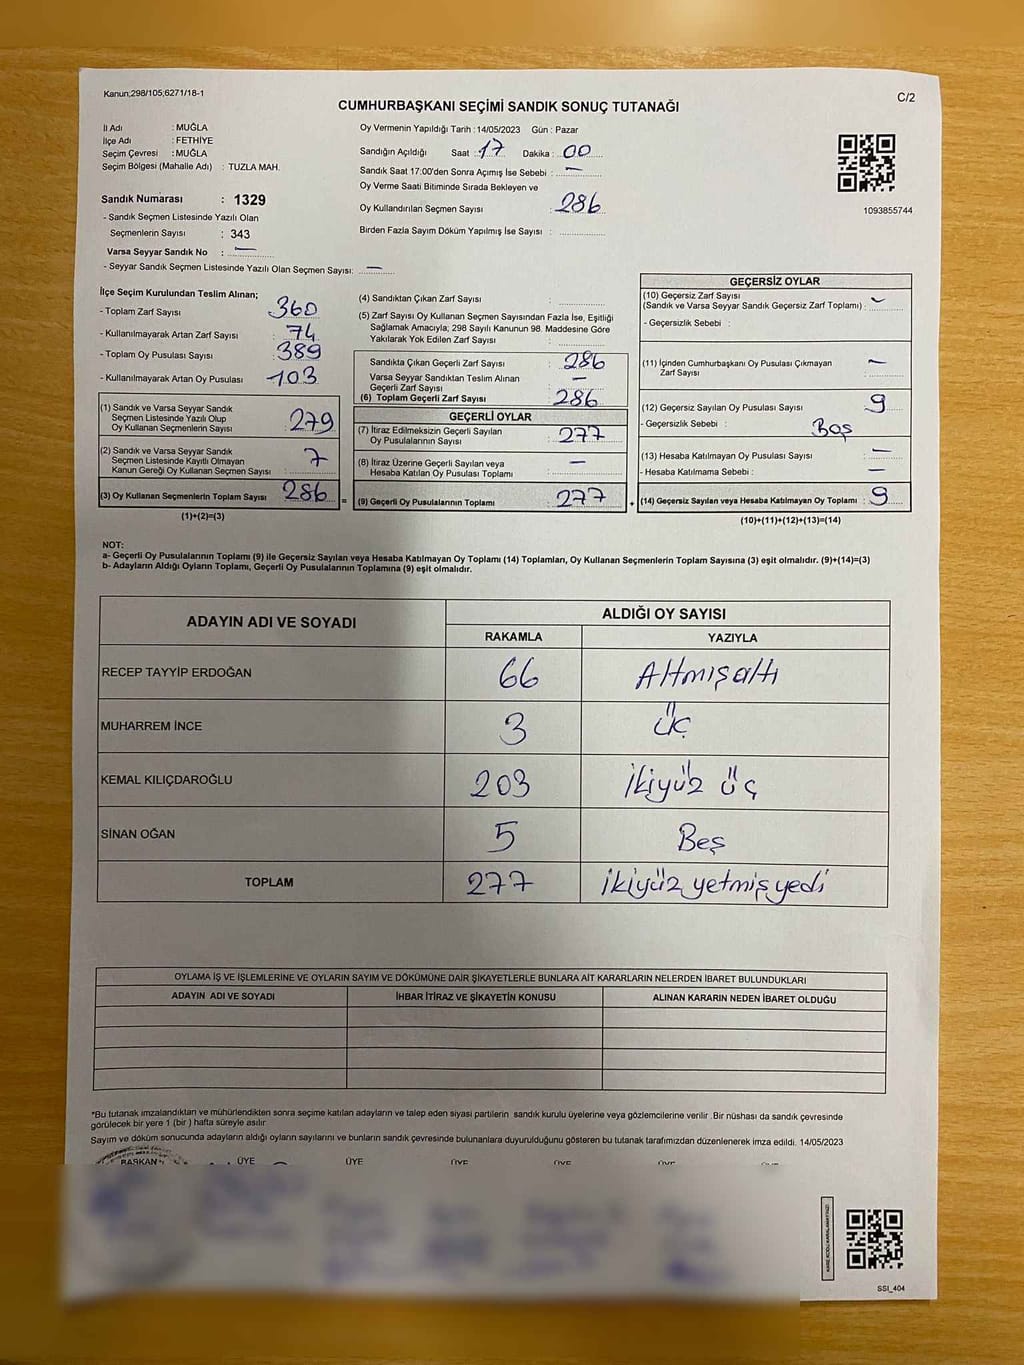 Kanun;298/105;6271/18-1
C/2
CUMHURBAŞKANI SEÇİMİ SANDIK SONUÇ TUTANAĞI
İl Adı : MUĞLA
İlçe Adı : FETHİYE
Seçim Çevresi : MUĞLA
Seçim Bölgesi (Mahalle Adı) : TUZLA MAH.
Sandık Numarası : 1329
- Sandık Seçmen Listesinde Yazılı Olan
Seçmenlerin Sayısı : 343
Varsa Seyyar Sandık No : —
- Seyyar Sandık Seçmen Listesinde Yazılı Olan Seçmen Sayısı: —
Oy Vermenin Yapıldığı Tarih : 14/05/2023 Gün : Pazar
Sandığın Açıldığı Saat : 17 Dakika : 00
Sandık Saat 17:00'den Sonra Açımış İse Sebebi : —
Oy Verme Saati Bitiminde Sırada Bekleyen ve
Oy Kullandırılan Seçmen Sayısı : 286
Birden Fazla Sayım Döküm Yapılmış İse Sayısı :
1093855744
İlçe Seçim Kurulundan Teslim Alınan;
- Toplam Zarf Sayısı : 360
- Kullanılmayarak Artan Zarf Sayısı : 74
- Toplam Oy Pusulası Sayısı : 389
- Kullanılmayarak Artan Oy Pusulası : 103
(1) Sandık ve Varsa Seyyar Sandık
Seçmen Listesinde Yazılı Olup
Oy Kullanan Seçmenlerin Sayısı : 279
(2) Sandık ve Varsa Seyyar Sandık
Seçmen Listesinde Kayıtlı Olmayan
Kanun Gereği Oy Kullanan Seçmen Sayısı : 7
(3) Oy Kullanan Seçmenlerin Toplam Sayısı : 286 =
(1)+(2)=(3)
(4) Sandıktan Çıkan Zarf Sayısı :
(5) Zarf Sayısı Oy Kullanan Seçmen Sayısından Fazla İse, Eşitliği
Sağlamak Amacıyla; 298 Sayılı Kanunun 98. Maddesine Göre
Yakılarak Yok Edilen Zarf Sayısı :
Sandıkta Çıkan Geçerli Zarf Sayısı : 286
Varsa Seyyar Sandıktan Teslim Alınan
Geçerli Zarf Sayısı : —
(6) Toplam Geçerli Zarf Sayısı : 286
GEÇERLİ OYLAR
(7) İtiraz Edilmeksizin Geçerli Sayılan
Oy Pusulalarının Sayısı : 277
(8) İtiraz Üzerine Geçerli Sayılan veya
Hesaba Katılan Oy Pusulası Toplamı : —
(9) Geçerli Oy Pusulalarının Toplamı : 277 +
GEÇERSİZ OYLAR
(10) Geçersiz Zarf Sayısı
(Sandık ve Varsa Seyyar Sandık Geçersiz Zarf Toplamı) : —
- Geçersizlik Sebebi :
(11) İçinden Cumhurbaşkanı Oy Pusulası Çıkmayan
Zarf Sayısı : —
(12) Geçersiz Sayılan Oy Pusulası Sayısı : 9
- Geçersizlik Sebebi : Boş
(13) Hesaba Katılmayan Oy Pusulası Sayısı : —
- Hesaba Katılmama Sebebi : —
(14) Geçersiz Sayılan veya Hesaba Katılmayan Oy Toplamı : 9
(10)+(11)+(12)+(13)=(14)
NOT:
a- Geçerli Oy Pusulalarının Toplamı (9) ile Geçersiz Sayılan veya Hesaba Katılmayan Oy Toplamı (14) Toplamları, Oy Kullanan Seçmenlerin Toplam Sayısına (3) eşit olmalıdır. (9)+(14)=(3)
b- Adayların Aldığı Oyların Toplamı, Geçerli Oy Pusulalarının Toplamına (9) eşit olmalıdır.
ADAYIN ADI VE SOYADI
ALDIĞI OY SAYISI
RAKAMLA YAZIYLA
RECEP TAYYİP ERDOĞAN 66 Altmışaltı
MUHARREM İNCE 3 üç
KEMAL KILIÇDAROĞLU 203 İkiyüz üç
SİNAN OĞAN 5 Beş
TOPLAM 277 ikiyüz yetmiş yedi
OYLAMA İŞ VE İŞLEMLERİNE VE OYLARIN SAYIM VE DÖKÜMÜNE DAİR ŞİKAYETLERLE BUNLARA AİT KARARLARIN NELERDEN İBARET BULUNDUKLARI
ADAYIN ADI VE SOYADI İHBAR İTİRAZ VE ŞİKAYETİN KONUSU ALINAN KARARIN NEDEN İBARET OLDUĞU
*Bu tutanak imzalandıktan ve mühürlendikten sonra seçime katılan adayların ve talep eden siyasi partilerin sandık kurulu üyelerine veya gözlemcilerine verilir .Bir nüshası da sandık çevresinde
görülecek bir yere 1 (bir ) hafta süreyle asılır
Sayım ve döküm sonucunda adayların aldığı oyların sayılarını ve bunların sandık çevresinde bulunanlara duyurulduğunu gösteren bu tutanak tarafımızdan düzenlenerek imza edildi. 14/05/2023
BAŞKAN ÜYE ÜYE ÜYE ÜYE ÜYE
SSI_404